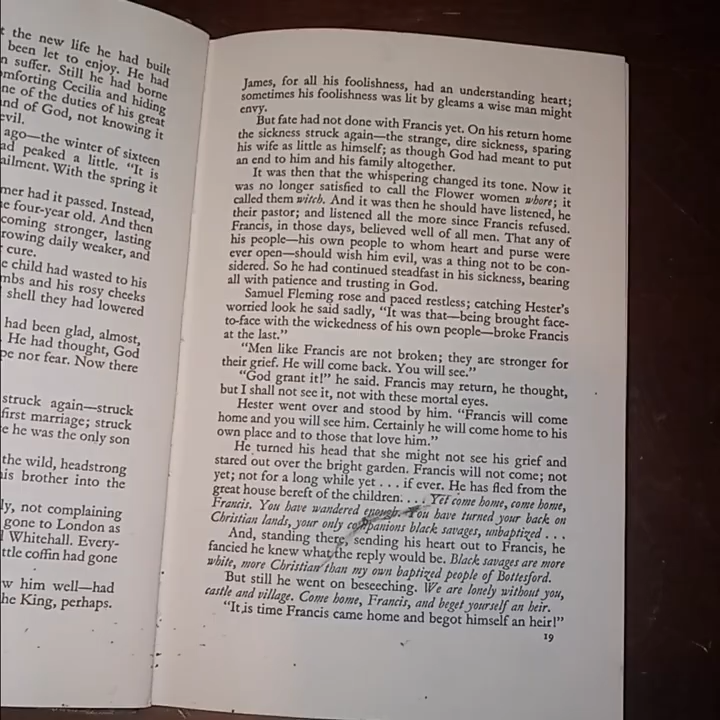 t the new life he had built
been let to enjoy. He had
n suffer. Still he had borne
omforting Cecilia and hiding
ne of the duties of his great
nd of God, not knowing it
evil.
ago—the winter of sixteen
ad peaked a little. "It is
ailment. With the spring it
mer had it passed. Instead,
e four-year old. And then
coming stronger, lasting
rowing daily weaker, and
cure.
e child had wasted to his
mbs and his rosy cheeks
shell they had lowered
had been glad, almost,
. He had thought, God
pe nor fear. Now there
struck again—struck
first marriage; struck
e he was the only son
the wild, headstrong
is brother into the
ly, not complaining
gone to London as
Whitehall. Every-
ttle coffin had gone
w him well—had
he King, perhaps.
James, for all his foolishness, had an understanding heart;
sometimes his foolishness was lit by gleams a wise man might
envy.
But fate had not done with Francis yet. On his return home
the sickness struck again—the strange, dire sickness, sparing
his wife as little as himself; as though God had meant to put
an end to him and his family altogether.
It was then that the whispering changed its tone. Now it
was no longer satisfied to call the Flower women whore; it
called them witch. And it was then he should have listened, he
their pastor; and listened all the more since Francis refused.
Francis, in those days, believed well of all men. That any of
his people—his own people to whom heart and purse were
ever open—should wish him evil, was a thing not to be con-
sidered. So he had continued steadfast in his sickness, bearing
all with patience and trusting in God.
Samuel Fleming rose and paced restless; catching Hester's
worried look he said sadly, "It was that—being brought face-
to-face with the wickedness of his own people—broke Francis
at the last."
"Men like Francis are not broken; they are stronger for
their grief. He will come back. You will see."
"God grant it!" he said. Francis may return, he thought,
but I shall not see it, not with these mortal eyes.
Hester went over and stood by him. "Francis will come
home and you will see him. Certainly he will come home to his
own place and to those that love him."
He turned his head that she might not see his grief and
stared out over the bright garden. Francis will not come; not
yet; not for a long while yet . . . if ever. He has fled from the
great house bereft of the children. . . . Yet come home, come home,
Francis. You have wandered enough. You have turned your back on
Christian lands, your only companions black savages, unbaptized . . .
And, standing there, sending his heart out to Francis, he
fancied he knew what the reply would be. Black savages are more
white, more Christian than my own baptized people of Bottesford.
But still he went on beseeching. We are lonely without you,
castle and village. Come home, Francis, and beget yourself an heir.
"It is time Francis came home and begot himself an heir!"
19